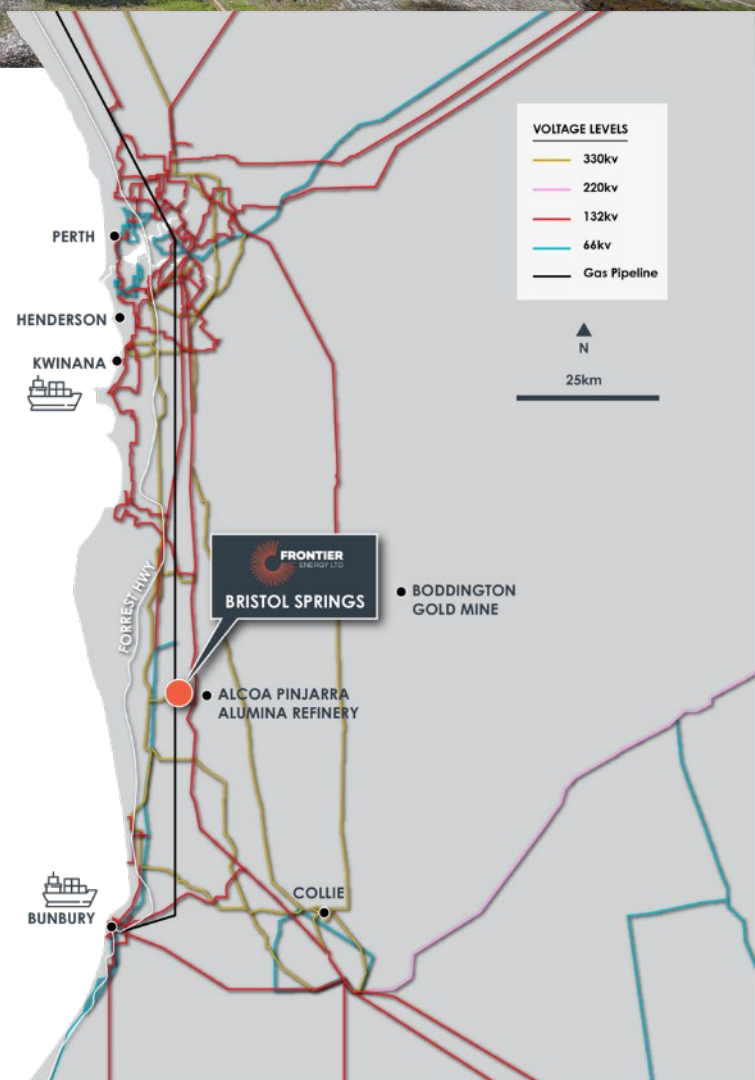 VOLTAGE LEVELS
330kv
220kv
132kv
66kv
Gas Pipeline
N
25km
PERTH
HENDERSON
KWINANA
FORREST HWY
FRONTIER
ENERGY LTD
BRISTOL SPRINGS
BODDINGTON
GOLD MINE
ALCOA PINJARRA
ALUMINA REFINERY
COLLIE
BUNBURY